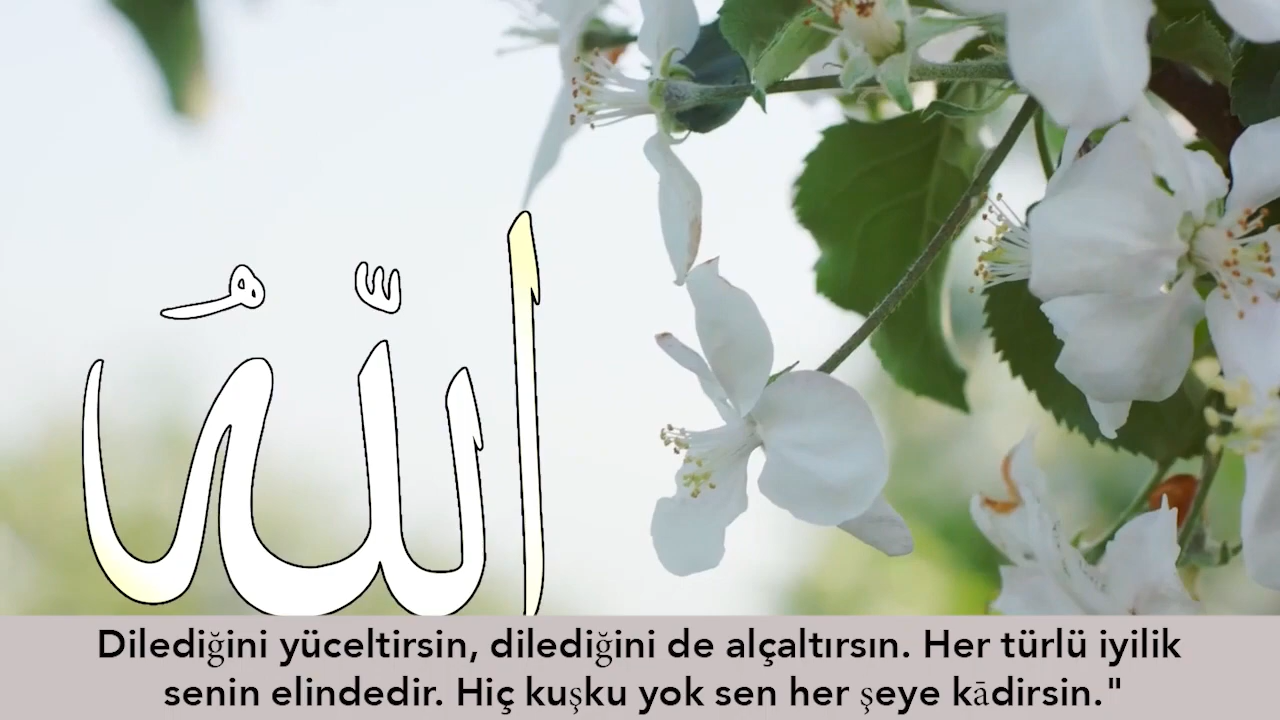 الله
Dilediğini yüceltirsin, dilediğini de alçaltırsın. Her türlü iyilik
senin elindedir. Hiç kuşku yok sen her şeye kādirsin."